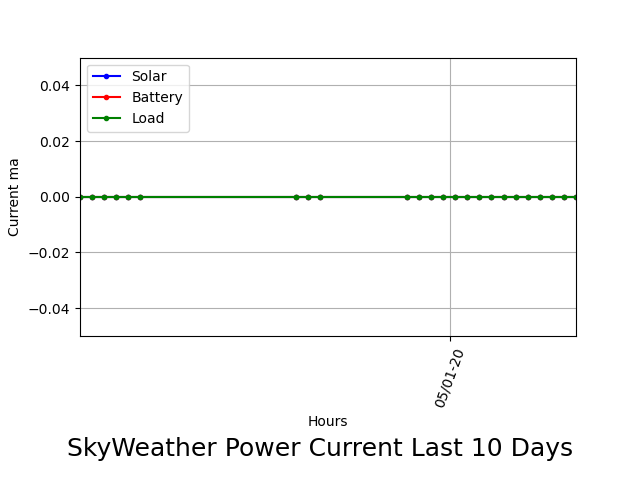 Solar
Battery
Load
0.04
0.02
0.00
−0.02
−0.04
Current ma
05/01-20
Hours
SkyWeather Power Current Last 10 Days